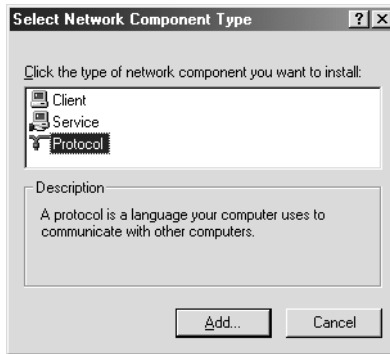 Select Network Component Type
Click the type of network component you want to install:
Client
Service
Protocol
Description
A protocol is a language your computer uses to
communicate with other computers.
Add...
Cancel